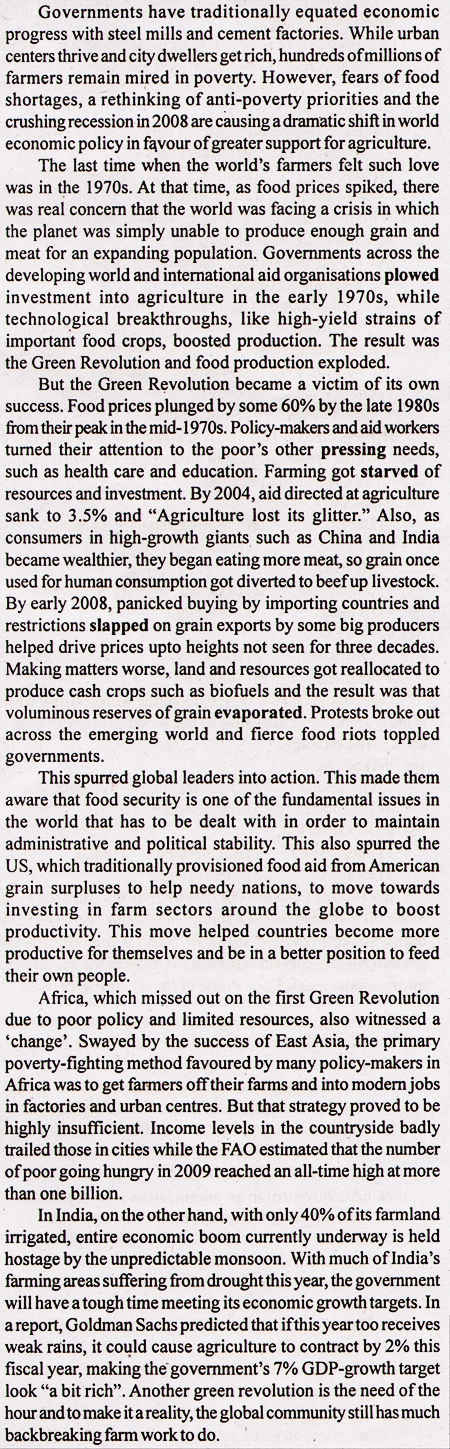 Governments have traditionally equated economic
progress with steel mills and cement factories. While urban
centers thrive and city dwellers get rich, hundreds of millions of
farmers remain mired in poverty. However, fears of food
shortages, a rethinking of anti-poverty priorities and the
crushing recession in 2008 are causing a dramatic shift in world
economic policy in favour of greater support for agriculture.
The last time when the world's farmers felt such love
was in the 1970s. At that time, as food prices spiked, there
was real concern that the world was facing a crisis in which
the planet was simply unable to produce enough grain and
meat for an expanding population. Governments across the
developing world and international aid organisations plowed
investment into agriculture in the early 1970s, while
technological breakthroughs, like high-yield strains of
important food crops, boosted production. The result was
the Green Revolution and food production exploded.
But the Green Revolution became a victim of its own
success. Food prices plunged by some 60% by the late 1980s
from their peak in the mid-1970s. Policy-makers and aid workers
turned their attention to the poor's other pressing needs,
such as health care and education. Farming got starved of
resources and investment. By 2004, aid directed at agriculture
sank to 3.5% and “Agriculture lost its glitter.” Also, as
consumers in high-growth giants such as China and India
became wealthier, they began eating more meat, so grain once
used for human consumption got diverted to beef up livestock.
By early 2008, panicked buying by importing countries and
restrictions slapped on grain exports by some big producers
helped drive prices upto heights not seen for three decades.
Making matters worse, land and resources got reallocated to
produce cash crops such as biofuels and the result was that
voluminous reserves of grain evaporated. Protests broke out
across the emerging world and fierce food riots toppled
governments.
This spurred global leaders into action. This made them
aware that food security is one of the fundamental issues in
the world that has to be dealt with in order to maintain
administrative and political stability. This also spurred the
US, which traditionally provisioned food aid from American
grain surpluses to help needy nations, to move towards
investing in farm sectors around the globe to boost
productivity. This move helped countries become more
productive for themselves and be in a better position to feed
their own people.
Africa, which missed out on the first Green Revolution
due to poor policy and limited resources, also witnessed a
‘change’. Swayed by the success of East Asia, the primary
poverty-fighting method favoured by many policy-makers in
Africa was to get farmers off their farms and into modern jobs
in factories and urban centres. But that strategy proved to be
highly insufficient. Income levels in the countryside badly
trailed those in cities while the FAO estimated that the number
of poor going hungry in 2009 reached an all-time high at more
than one billion.
In India, on the other hand, with only 40% of its farmland
irrigated, entire economic boom currently underway is held
hostage by the unpredictable monsoon. With much of India's
farming areas suffering from drought this year, the government
will have a tough time meeting its economic growth targets. In
a report, Goldman Sachs predicted that if this year too receives
weak rains, it could cause agriculture to contract by 2% this
fiscal year, making the government's 7% GDP-growth target
look “a bit rich”. Another green revolution is the need of the
hour and to make it a reality, the global community still has much
backbreaking farm work to do.